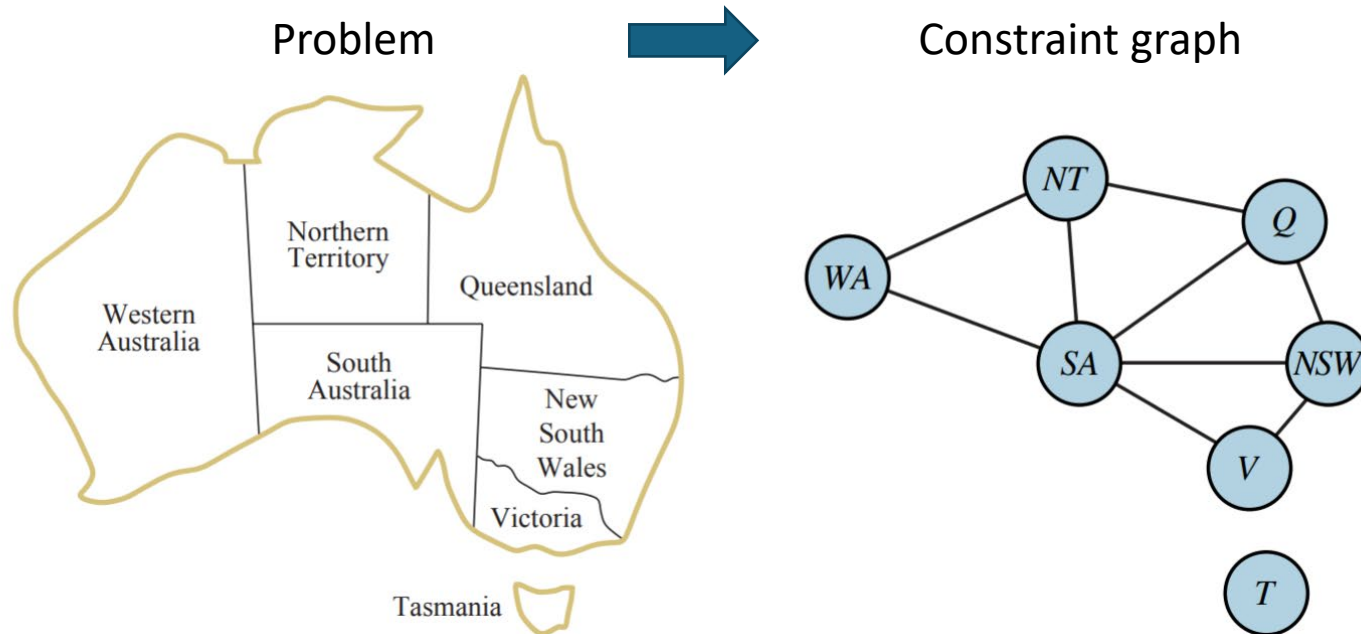 Problem
Constraint graph
Northern
Territory
Western
Australia
Queensland
South
Australia
New
South
Wales
Victoria
Tasmania
NT
Q
WA
SA
NSW
V
T